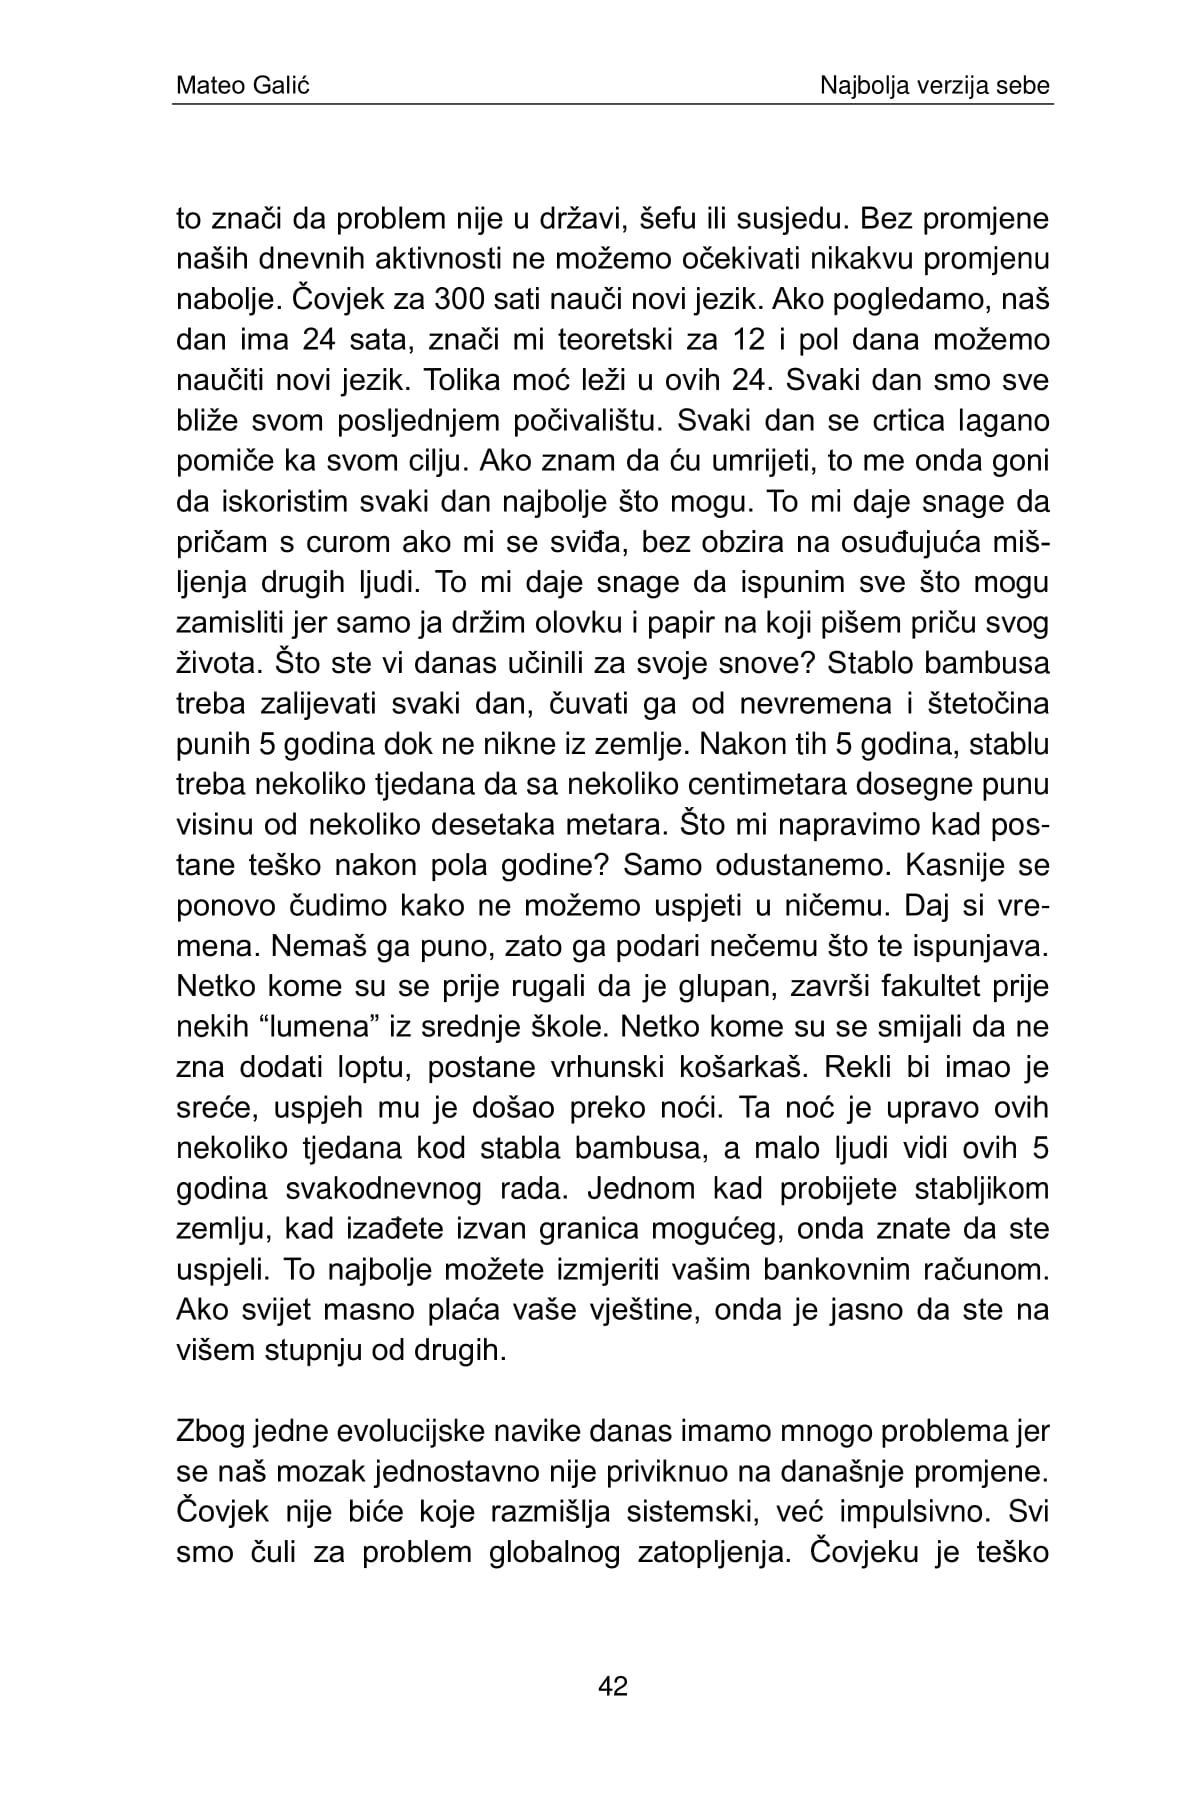 Mateo Galić Najbolja verzija sebe
to znači da problem nije u državi, šefu ili susjedu. Bez promjene
naših dnevnih aktivnosti ne možemo očekivati nikakvu promjenu
nabolje. Čovjek za 300 sati nauči novi jezik. Ako pogledamo, naš
dan ima 24 sata, znači mi teoretski za 12 i pol dana možemo
naučiti novi jezik. Tolika moć leži u ovih 24. Svaki dan smo sve
bliže svom posljednjem počivalištu. Svaki dan se crtica lagano
pomiče ka svom cilju. Ako znam da ću umrijeti, to me onda goni
da iskoristim svaki dan najbolje što mogu. To mi daje snage da
pričam s curom ako mi se sviđa, bez obzira na osuđujuća miš-
ljenja drugih ljudi. To mi daje snage da ispunim sve što mogu
zamisliti jer samo ja držim olovku i papir na koji pišem priču svog
života. Što ste vi danas učinili za svoje snove? Stablo bambusa
treba zalijevati svaki dan, čuvati ga od nevremena i štetočina
punih 5 godina dok ne nikne iz zemlje. Nakon tih 5 godina, stablu
treba nekoliko tjedana da sa nekoliko centimetara dosegne punu
visinu od nekoliko desetaka metara. Što mi napravimo kad pos-
tane teško nakon pola godine? Samo odustanemo. Kasnije se
ponovo čudimo kako ne možemo uspjeti u ničemu. Daj si vre-
mena. Nemaš ga puno, zato ga podari nečemu što te ispunjava.
Netko kome su se prije rugali da je glupan, završi fakultet prije
nekih “lumena” iz srednje škole. Netko kome su se smijali da ne
zna dodati loptu, postane vrhunski košarkaš. Rekli bi imao je
sreće, uspjeh mu je došao preko noći. Ta noć je upravo ovih
nekoliko tjedana kod stabla bambusa, a malo ljudi vidi ovih 5
godina svakodnevnog rada. Jednom kad probijete stabljikom
zemlju, kad izađete izvan granica mogućeg, onda znate da ste
uspjeli. To najbolje možete izmjeriti vašim bankovnim računom.
Ako svijet masno plaća vaše vještine, onda je jasno da ste na
višem stupnju od drugih.
Zbog jedne evolucijske navike danas imamo mnogo problema jer
se naš mozak jednostavno nije priviknuo na današnje promjene.
Čovjek nije biće koje razmišlja sistemski, već impulsivno. Svi
smo čuli za problem globalnog zatopljenja. Čovjeku je teško
42